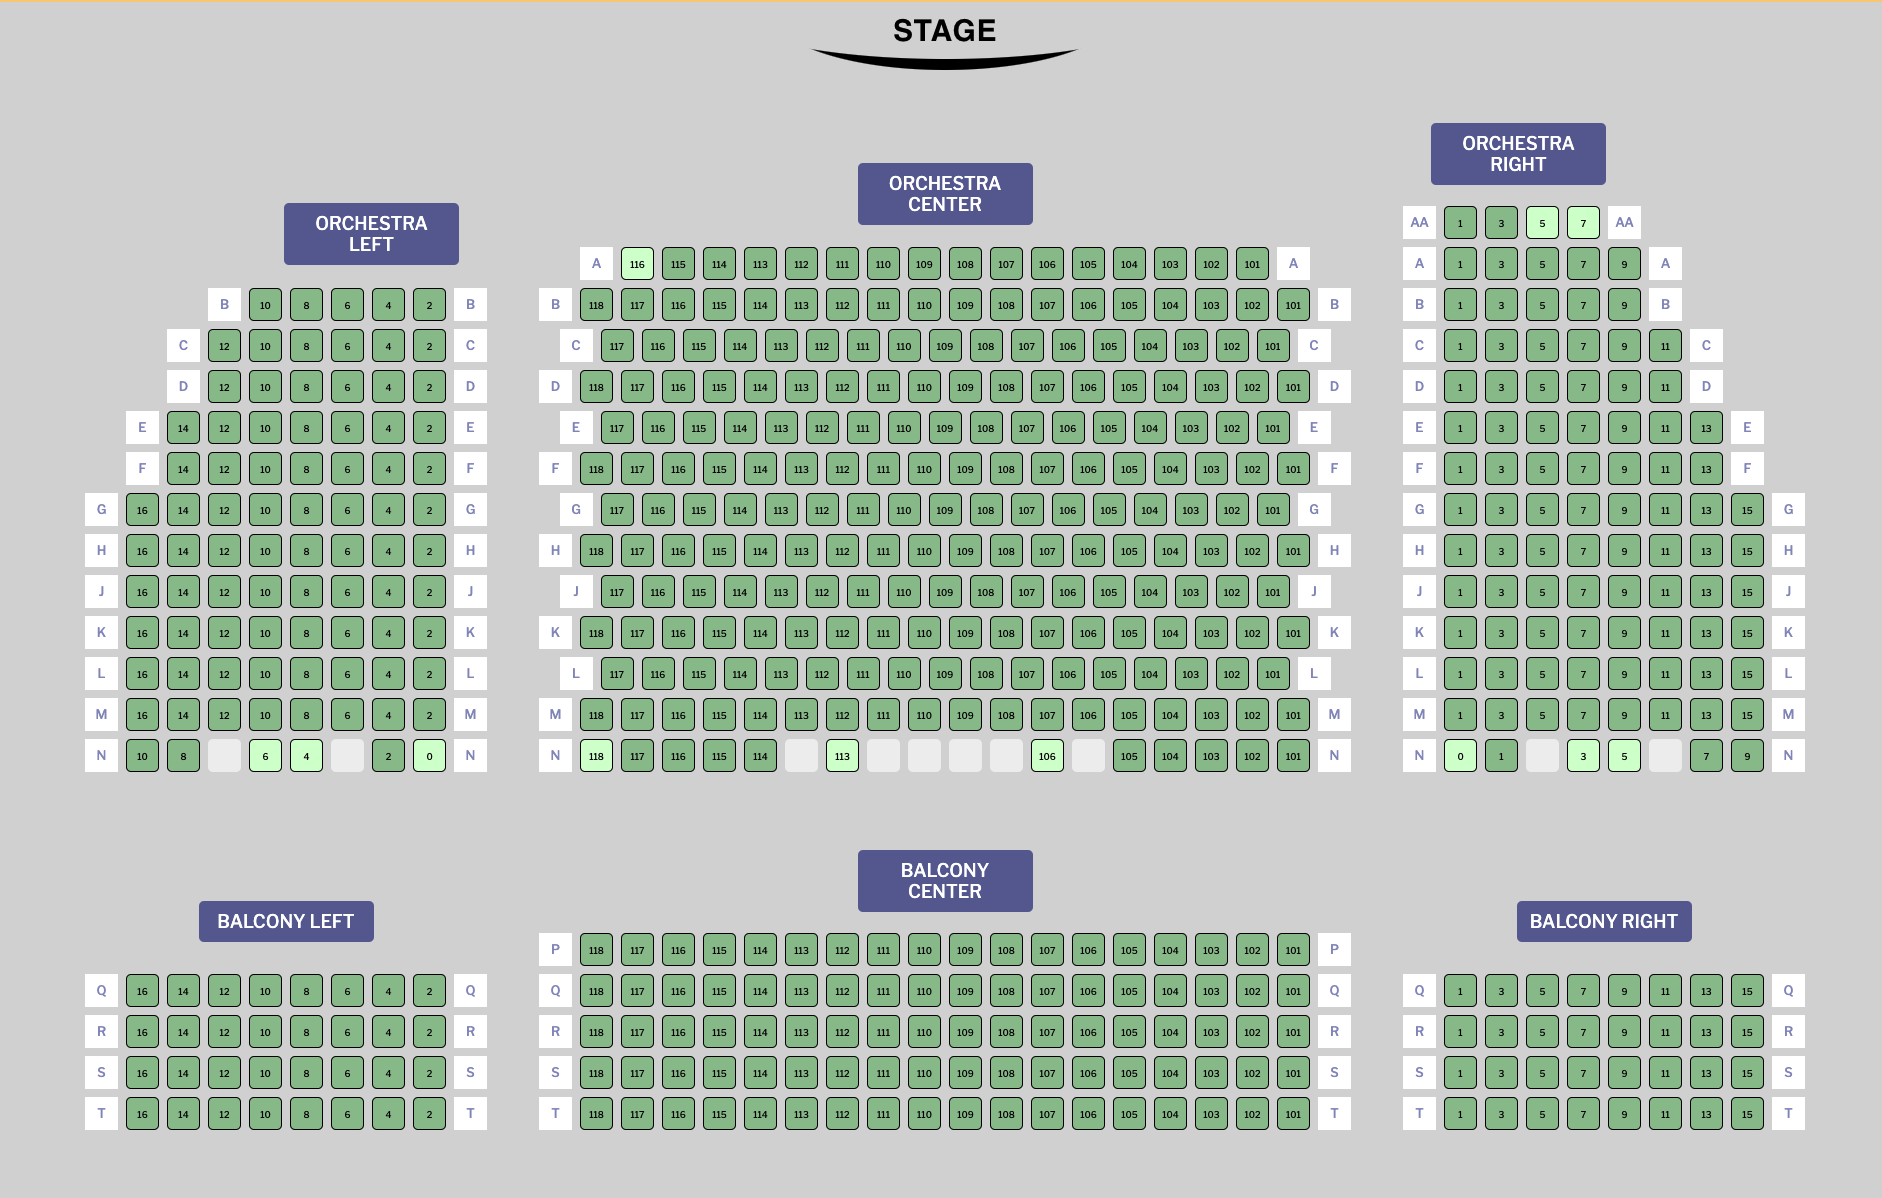 STAGE
ORCHESTRA
RIGHT
ORCHESTRA
CENTER
ORCHESTRA
LEFT
AA 1 3 5 7 AA
A 116 115 114 113 112 111 110 109 108 107 106 105 104 103 102 101 A A 1 3 5 7 9 A
B 10 8 6 4 2 B B 118 117 116 115 114 113 112 111 110 109 108 107 106 105 104 103 102 101 B B 1 3 5 7 9 B
C 12 10 8 6 4 2 C C 117 116 115 114 113 112 111 110 109 108 107 106 105 104 103 102 101 C C 1 3 5 7 9 11 C
D 12 10 8 6 4 2 D D 118 117 116 115 114 113 112 111 110 109 108 107 106 105 104 103 102 101 D D 1 3 5 7 9 11 D
E 14 12 10 8 6 4 2 E E 117 116 115 114 113 112 111 110 109 108 107 106 105 104 103 102 101 E E 1 3 5 7 9 11 13 E
F 14 12 10 8 6 4 2 F F 118 117 116 115 114 113 112 111 110 109 108 107 106 105 104 103 102 101 F F 1 3 5 7 9 11 13 F
G 16 14 12 10 8 6 4 2 G G 117 116 115 114 113 112 111 110 109 108 107 106 105 104 103 102 101 G G 1 3 5 7 9 11 13 15 G
H 16 14 12 10 8 6 4 2 H H 118 117 116 115 114 113 112 111 110 109 108 107 106 105 104 103 102 101 H H 1 3 5 7 9 11 13 15 H
J 16 14 12 10 8 6 4 2 J J 117 116 115 114 113 112 111 110 109 108 107 106 105 104 103 102 101 J J 1 3 5 7 9 11 13 15 J
K 16 14 12 10 8 6 4 2 K K 118 117 116 115 114 113 112 111 110 109 108 107 106 105 104 103 102 101 K K 1 3 5 7 9 11 13 15 K
L 16 14 12 10 8 6 4 2 L L 117 116 115 114 113 112 111 110 109 108 107 106 105 104 103 102 101 L L 1 3 5 7 9 11 13 15 L
M 16 14 12 10 8 6 4 2 M M 118 117 116 115 114 113 112 111 110 109 108 107 106 105 104 103 102 101 M M 1 3 5 7 9 11 13 15 M
N 10 8 6 4 2 0 N N 118 117 116 115 114 113 106 105 104 103 102 101 N N 0 1 3 5 7 9 N
BALCONY
CENTER
BALCONY LEFT
BALCONY RIGHT
P 118 117 116 115 114 113 112 111 110 109 108 107 106 105 104 103 102 101 P
Q 16 14 12 10 8 6 4 2 Q Q 118 117 116 115 114 113 112 111 110 109 108 107 106 105 104 103 102 101 Q Q 1 3 5 7 9 11 13 15 Q
R 16 14 12 10 8 6 4 2 R R 118 117 116 115 114 113 112 111 110 109 108 107 106 105 104 103 102 101 R R 1 3 5 7 9 11 13 15 R
S 16 14 12 10 8 6 4 2 S S 118 117 116 115 114 113 112 111 110 109 108 107 106 105 104 103 102 101 S S 1 3 5 7 9 11 13 15 S
T 16 14 12 10 8 6 4 2 T T 118 117 116 115 114 113 112 111 110 109 108 107 106 105 104 103 102 101 T T 1 3 5 7 9 11 13 15 T